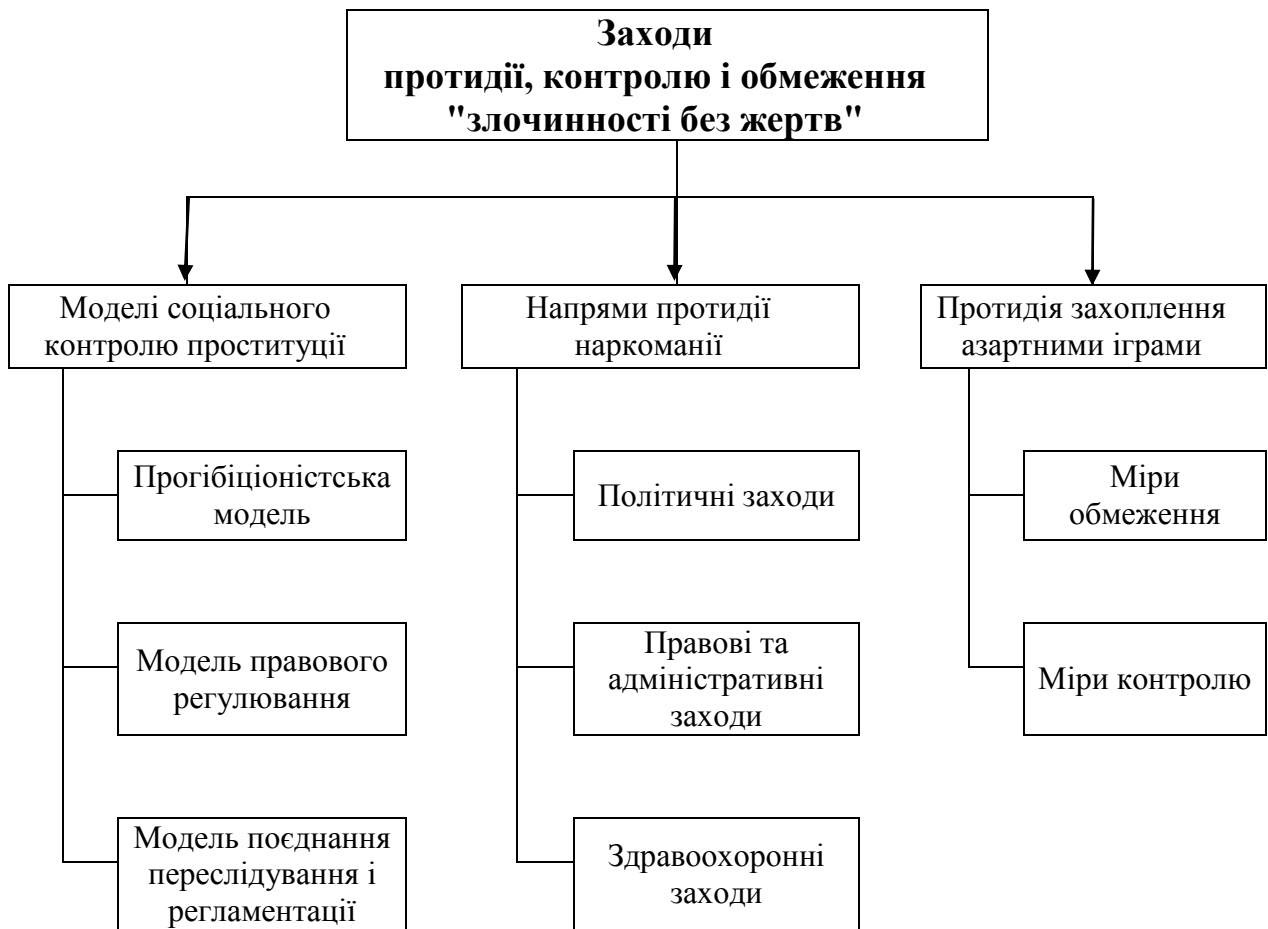 Заходи
протидії, контролю і обмеження
"злочинності без жертв"
Моделі соціального
контролю проституції
Прогібіціоністська
модель
Модель правового
регулювання
Модель поєднання
переслідування і
регламентації
Напрями протидії
наркоманії
Політичні заходи
Правові та
адміністративні
заходи
Здравоохоронні
заходи
Протидія захоплення
азартними іграми
Міри
обмеження
Міри контролю